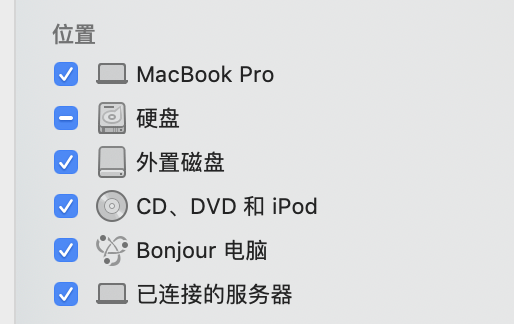 位置
MacBook Pro
硬盘
外置磁盘
CD、DVD 和 iPod
Bonjour 电脑
已连接的服务器